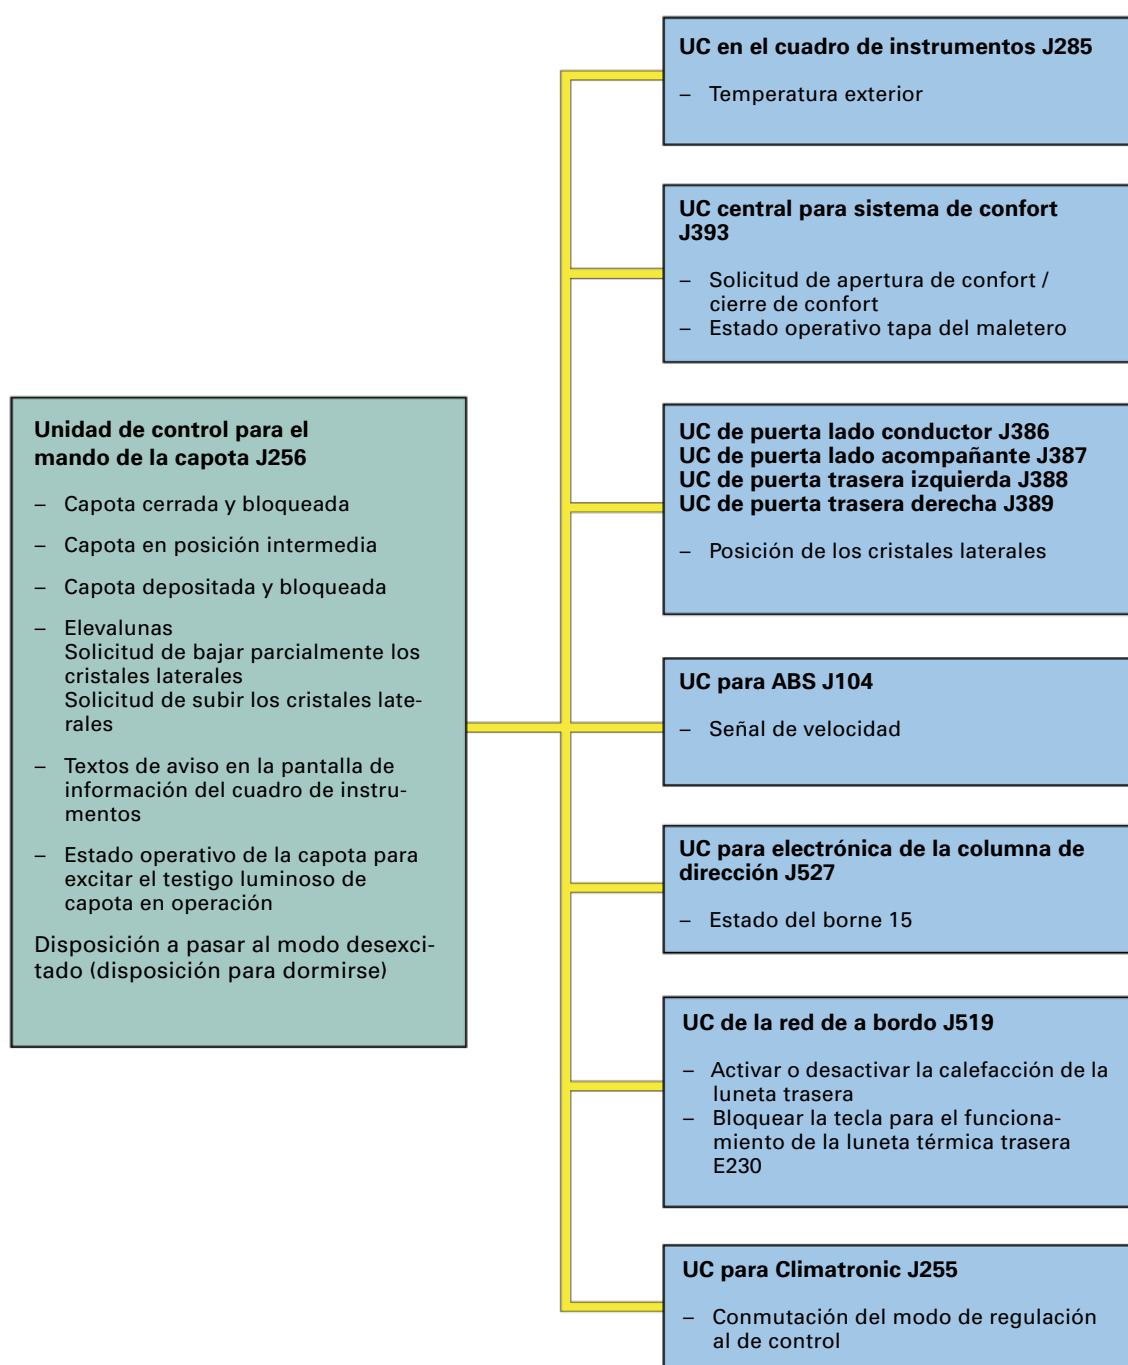 UC en el cuadro de instrumentos J285
– Temperatura exterior
UC central para sistema de confort
J393
– Solicitud de apertura de confort /
cierre de confort
– Estado operativo tapa del maletero
Unidad de control para el
mando de la capota J256
– Capota cerrada y bloqueada
– Capota en posición intermedia
– Capota depositada y bloqueada
– Elevalunas
Solicitud de bajar parcialmente los
cristales laterales
Solicitud de subir los cristales late-
rales
– Textos de aviso en la pantalla de
información del cuadro de instru-
mentos
– Estado operativo de la capota para
excitar el testigo luminoso de
capota en operación
Disposición a pasar al modo desexci-
tado (disposición para dormirse)
UC de puerta lado conductor J386
UC de puerta lado acompañante J387
UC de puerta trasera izquierda J388
UC de puerta trasera derecha J389
– Posición de los cristales laterales
UC para ABS J104
– Señal de velocidad
UC para electrónica de la columna de
dirección J527
– Estado del borne 15
UC de la red de a bordo J519
– Activar o desactivar la calefacción de la
luneta trasera
– Bloquear la tecla para el funciona-
miento de la luneta térmica trasera
E230
UC para Climatronic J255
– Conmutación del modo de regulación
al de control